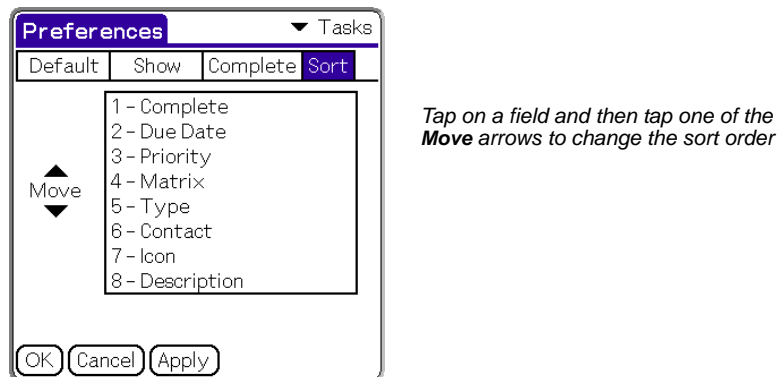 Preferences ▼ Tasks
Default Show Complete Sort
1 - Complete
2 - Due Date
3 - Priority
4 - Matrix
5 - Type
6 - Contact
7 - Icon
8 - Description
Move
OK Cancel Apply
Tap on a field and then tap one of the
Move arrows to change the sort order